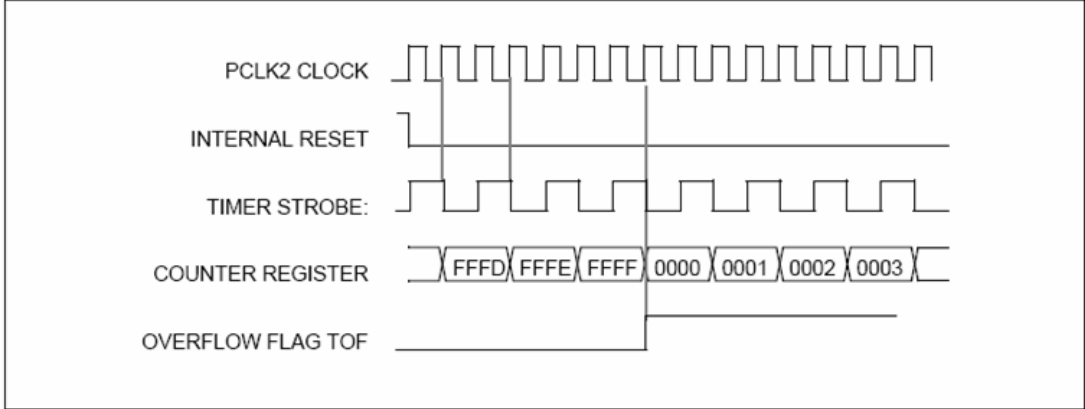 PCLK2 CLOCK
INTERNAL RESET
TIMER STROBE:
COUNTER REGISTER FFFD FFFE FFFF 0000 0001 0002 0003
OVERFLOW FLAG TOF